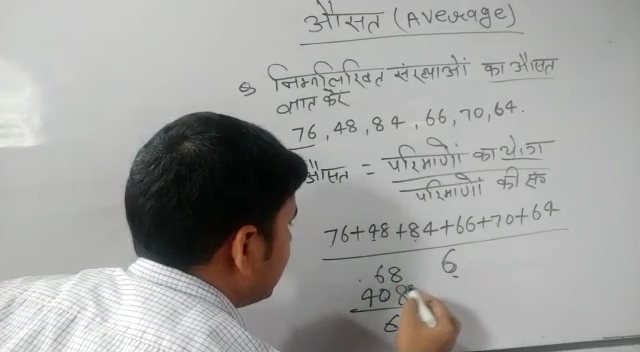 औसत (Average)
निम्नलिखित संख्याओं का औसत
ज्ञात करें
76, 48, 84, 66, 70, 64.
औसत = परिमाणों का योग
परिमाणों की
76+48+84+66+70+64
6
68
408
6